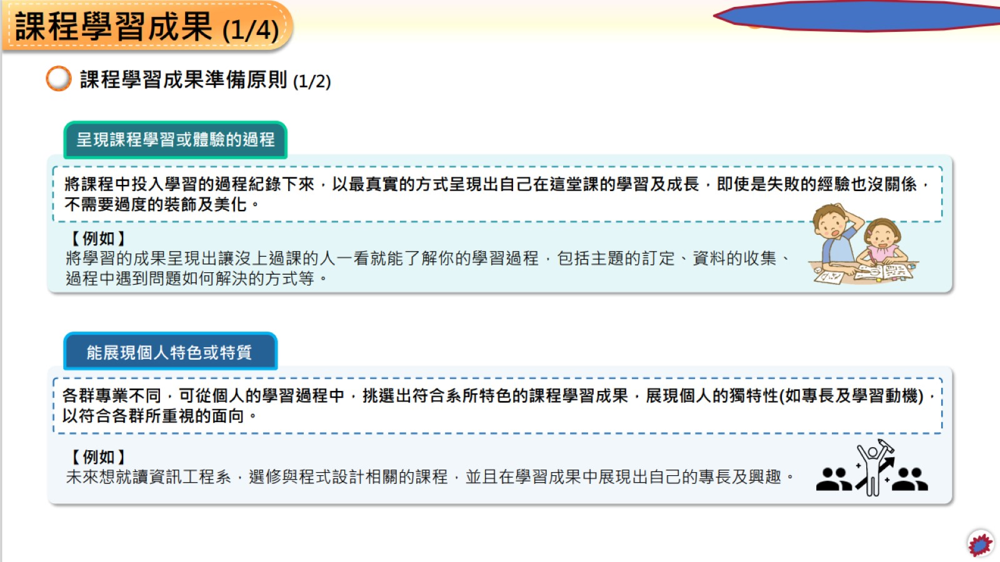 課程學習成果 (1/4)
課程學習成果準備原則 (1/2)
呈現課程學習或體驗的過程
將課程中投入學習的過程紀錄下來，以最真實的方式呈現出自己在這堂課的學習及成長，即使是失敗的經驗也沒關係，
不需要過度的裝飾及美化。
【例如】
將學習的成果呈現出讓沒上過課的人一看就能了解你的學習過程，包括主題的訂定、資料的收集、
過程中遇到問題如何解決的方式等。
能展現個人特色或特質
各群專業不同，可從個人的學習過程中，挑選出符合系所特色的課程學習成果，展現個人的獨特性(如專長及學習動機)，
以符合各群所重視的面向。
【例如】
未來想就讀資訊工程系，選修與程式設計相關的課程，並且在學習成果中展現出自己的專長及興趣。